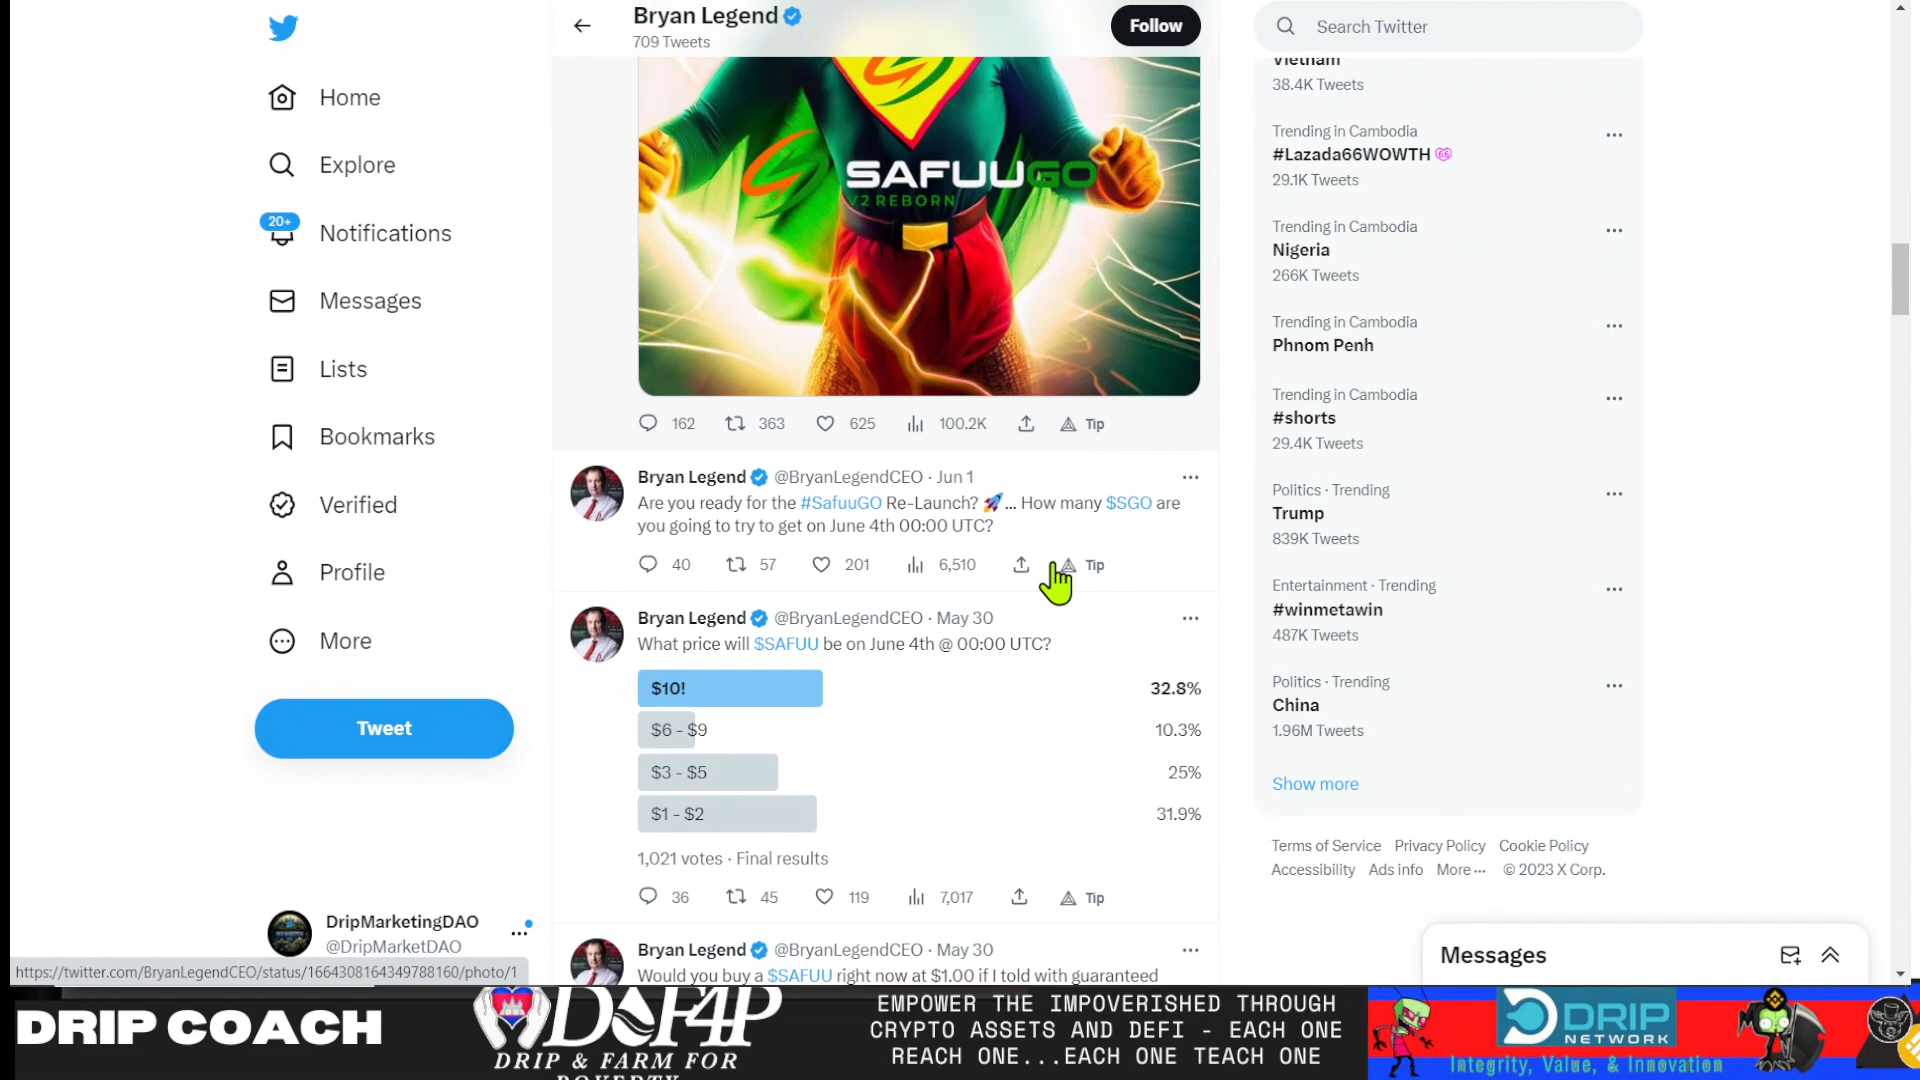 Bryan Legend
709 Tweets
Follow
Search Twitter
Home
Explore
20+
Notifications
Messages
Lists
Bookmarks
Verified
Profile
More
Tweet
DripMarketingDAO
@DripMarketDAO
https://twitter.com/BryanLegendCEO/status/1664308164349788160/photo/1
SAFUUGO
V2 REBORN
162 363 625 100.2K Tip
Bryan Legend @BryanLegendCEO · Jun 1
Are you ready for the #SafuuGO Re-Launch? 🚀... How many $SGO are
you going to try to get on June 4th 00:00 UTC?
40 57 201 6,510 Tip
Bryan Legend @BryanLegendCEO · May 30
What price will $SAFUU be on June 4th @ 00:00 UTC?
$10! 32.8%
$6 - $9 10.3%
$3 - $5 25%
$1 - $2 31.9%
1,021 votes · Final results
36 45 119 7,017 Tip
Bryan Legend @BryanLegendCEO · May 30
Would you buy a $SAFUU right now at $1.00 if I told with guaranteed
Vietnam
38.4K Tweets
Trending in Cambodia
#Lazada66WOWTH
29.1K Tweets
Trending in Cambodia
Nigeria
266K Tweets
Trending in Cambodia
Phnom Penh
Trending in Cambodia
#shorts
29.4K Tweets
Politics · Trending
Trump
839K Tweets
Entertainment · Trending
#winmetawin
487K Tweets
Politics · Trending
China
1.96M Tweets
Show more
Terms of Service Privacy Policy Cookie Policy
Accessibility Ads info More ··· © 2023 X Corp.
Messages
DRIP COACH
DF4P
DRIP & FARM FOR
POVERTY
EMPOWER THE IMPOVERISHED THROUGH
CRYPTO ASSETS AND DEFI - EACH ONE
REACH ONE...EACH ONE TEACH ONE
DRIP
NETWORK
Integrity, Value, & Innovation